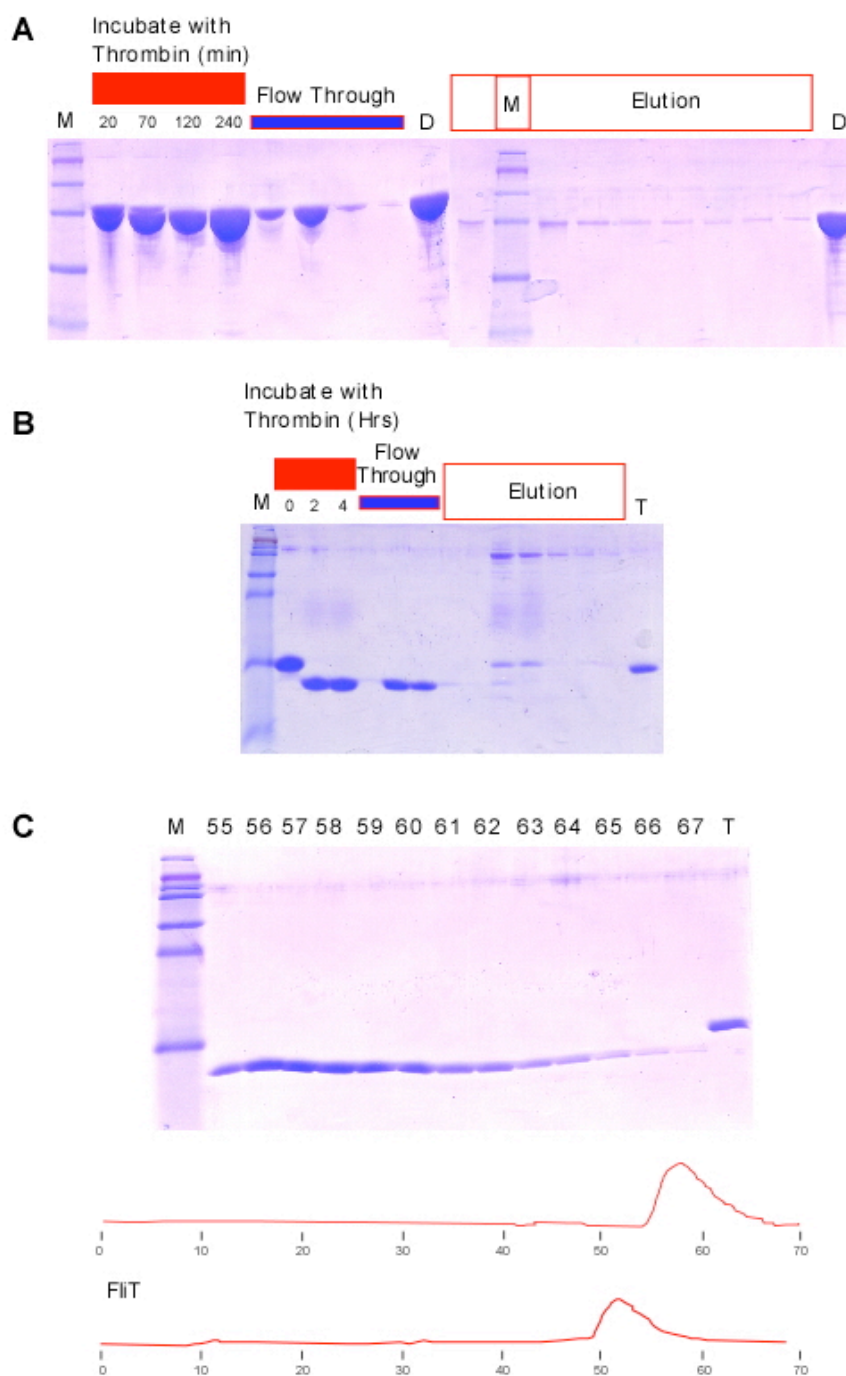 A
Incubate with
Thrombin (min)
Flow Through
M 20 70 120 240 D
M Elution D
B
Incubate with
Thrombin (Hrs)
Flow
Through
Elution
M 0 2 4 T
C
M 55 56 57 58 59 60 61 62 63 64 65 66 67 T
0 10 20 30 40 50 60 70
FliT
0 10 20 30 40 50 60 70